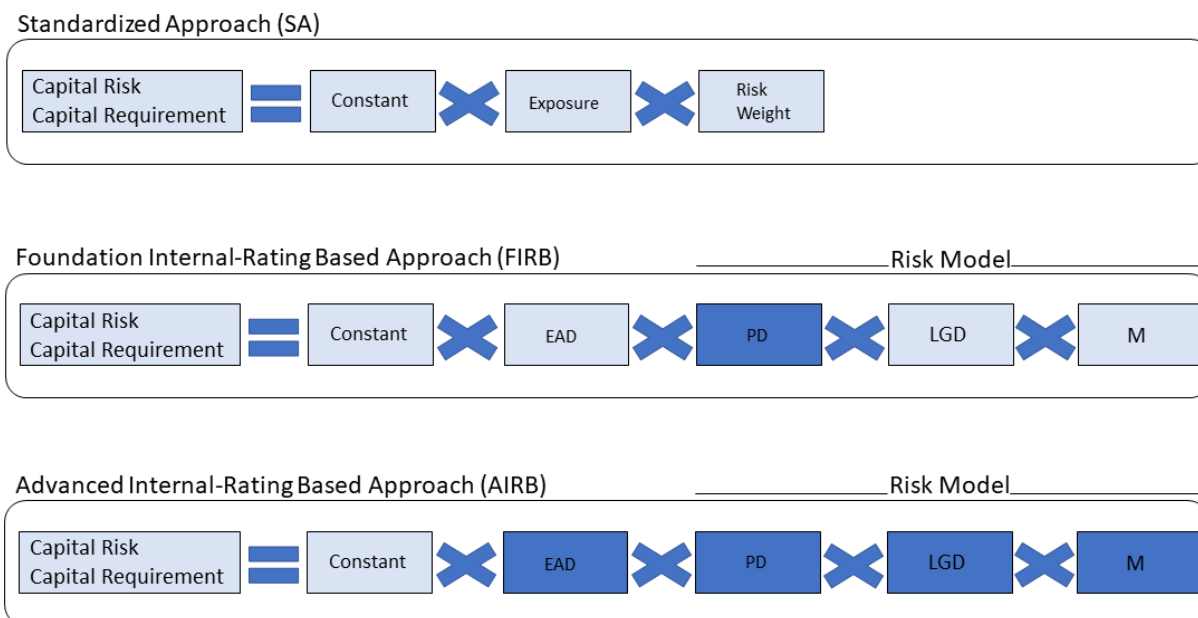 Standardized Approach (SA)
Capital Risk
Capital Requirement
Constant
Exposure
Risk
Weight
Foundation Internal-Rating Based Approach (FIRB)
Risk Model
Capital Risk
Capital Requirement
Constant
EAD
PD
LGD
M
Advanced Internal-Rating Based Approach (AIRB)
Risk Model
Capital Risk
Capital Requirement
Constant
EAD
PD
LGD
M